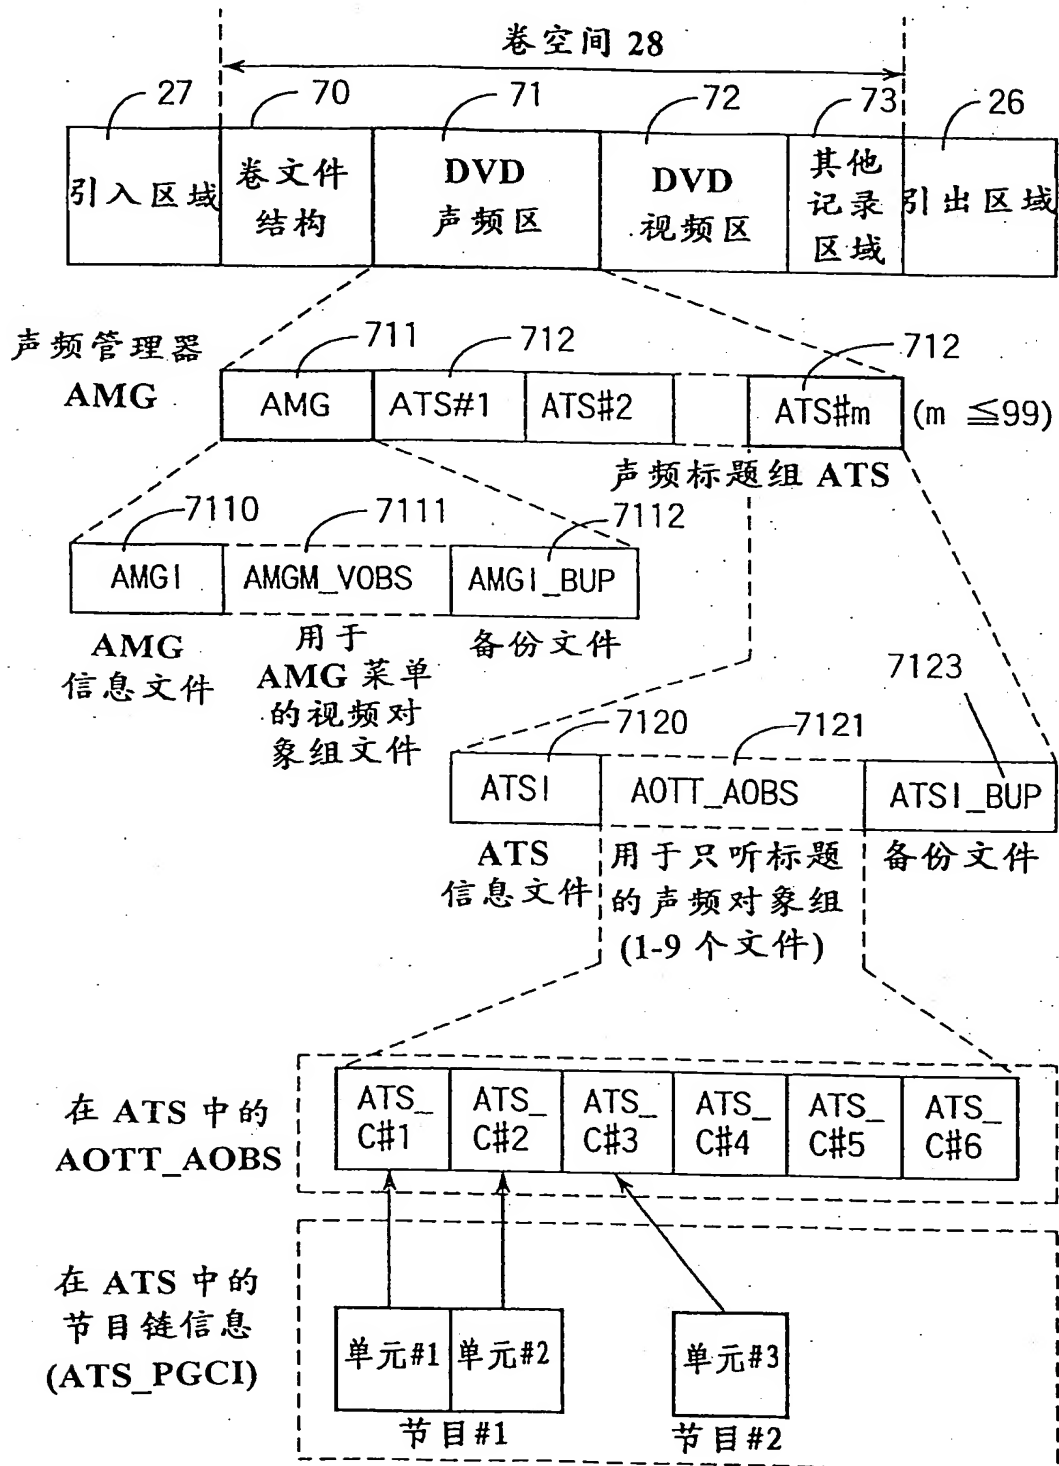 卷空间 28
27
70
71
72
73
26
引入区域
卷文件
结构
DVD
声频区
DVD
视频区
其他
记录
区域
引出区域
声频管理器
AMG
711
712
712
AMG
ATS#1
ATS#2
ATS#m
(m ≦99)
声频标题组 ATS
7110
7111
7112
AMGI
AMGM_VOBS
AMGI_BUP
AMG
信息文件
用于
AMG 菜单
的视频对
象组文件
备份文件
7120
7121
7123
ATSI
AOTT_AOBS
ATSI_BUP
ATS
信息文件
用于只听标题
的声频对象组
(1-9 个文件)
备份文件
在 ATS 中的
AOTT_AOBS
ATS_
C#1
ATS_
C#2
ATS_
C#3
ATS_
C#4
ATS_
C#5
ATS_
C#6
在 ATS 中的
节目链信息
(ATS_PGCI)
单元#1
单元#2
单元#3
节目#1
节目#2